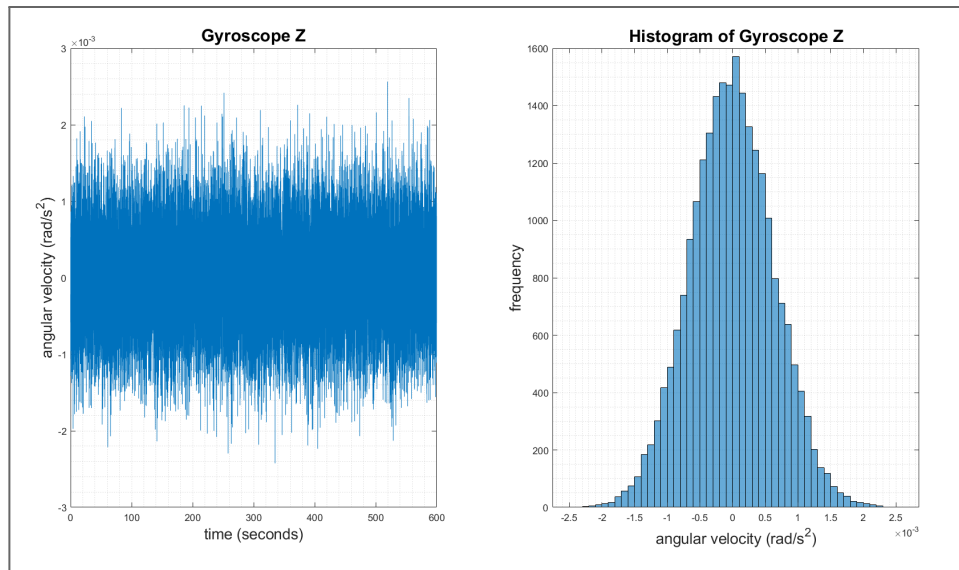 Gyroscope Z
×10⁻³
3
2
1
0
-1
-2
-3
angular velocity (rad/s²)
0 100 200 300 400 500 600
time (seconds)
Histogram of Gyroscope Z
1600
1400
1200
1000
800
600
400
200
0
frequency
-2.5 -2 -1.5 -1 -0.5 0 0.5 1 1.5 2 2.5
×10⁻³
angular velocity (rad/s²)